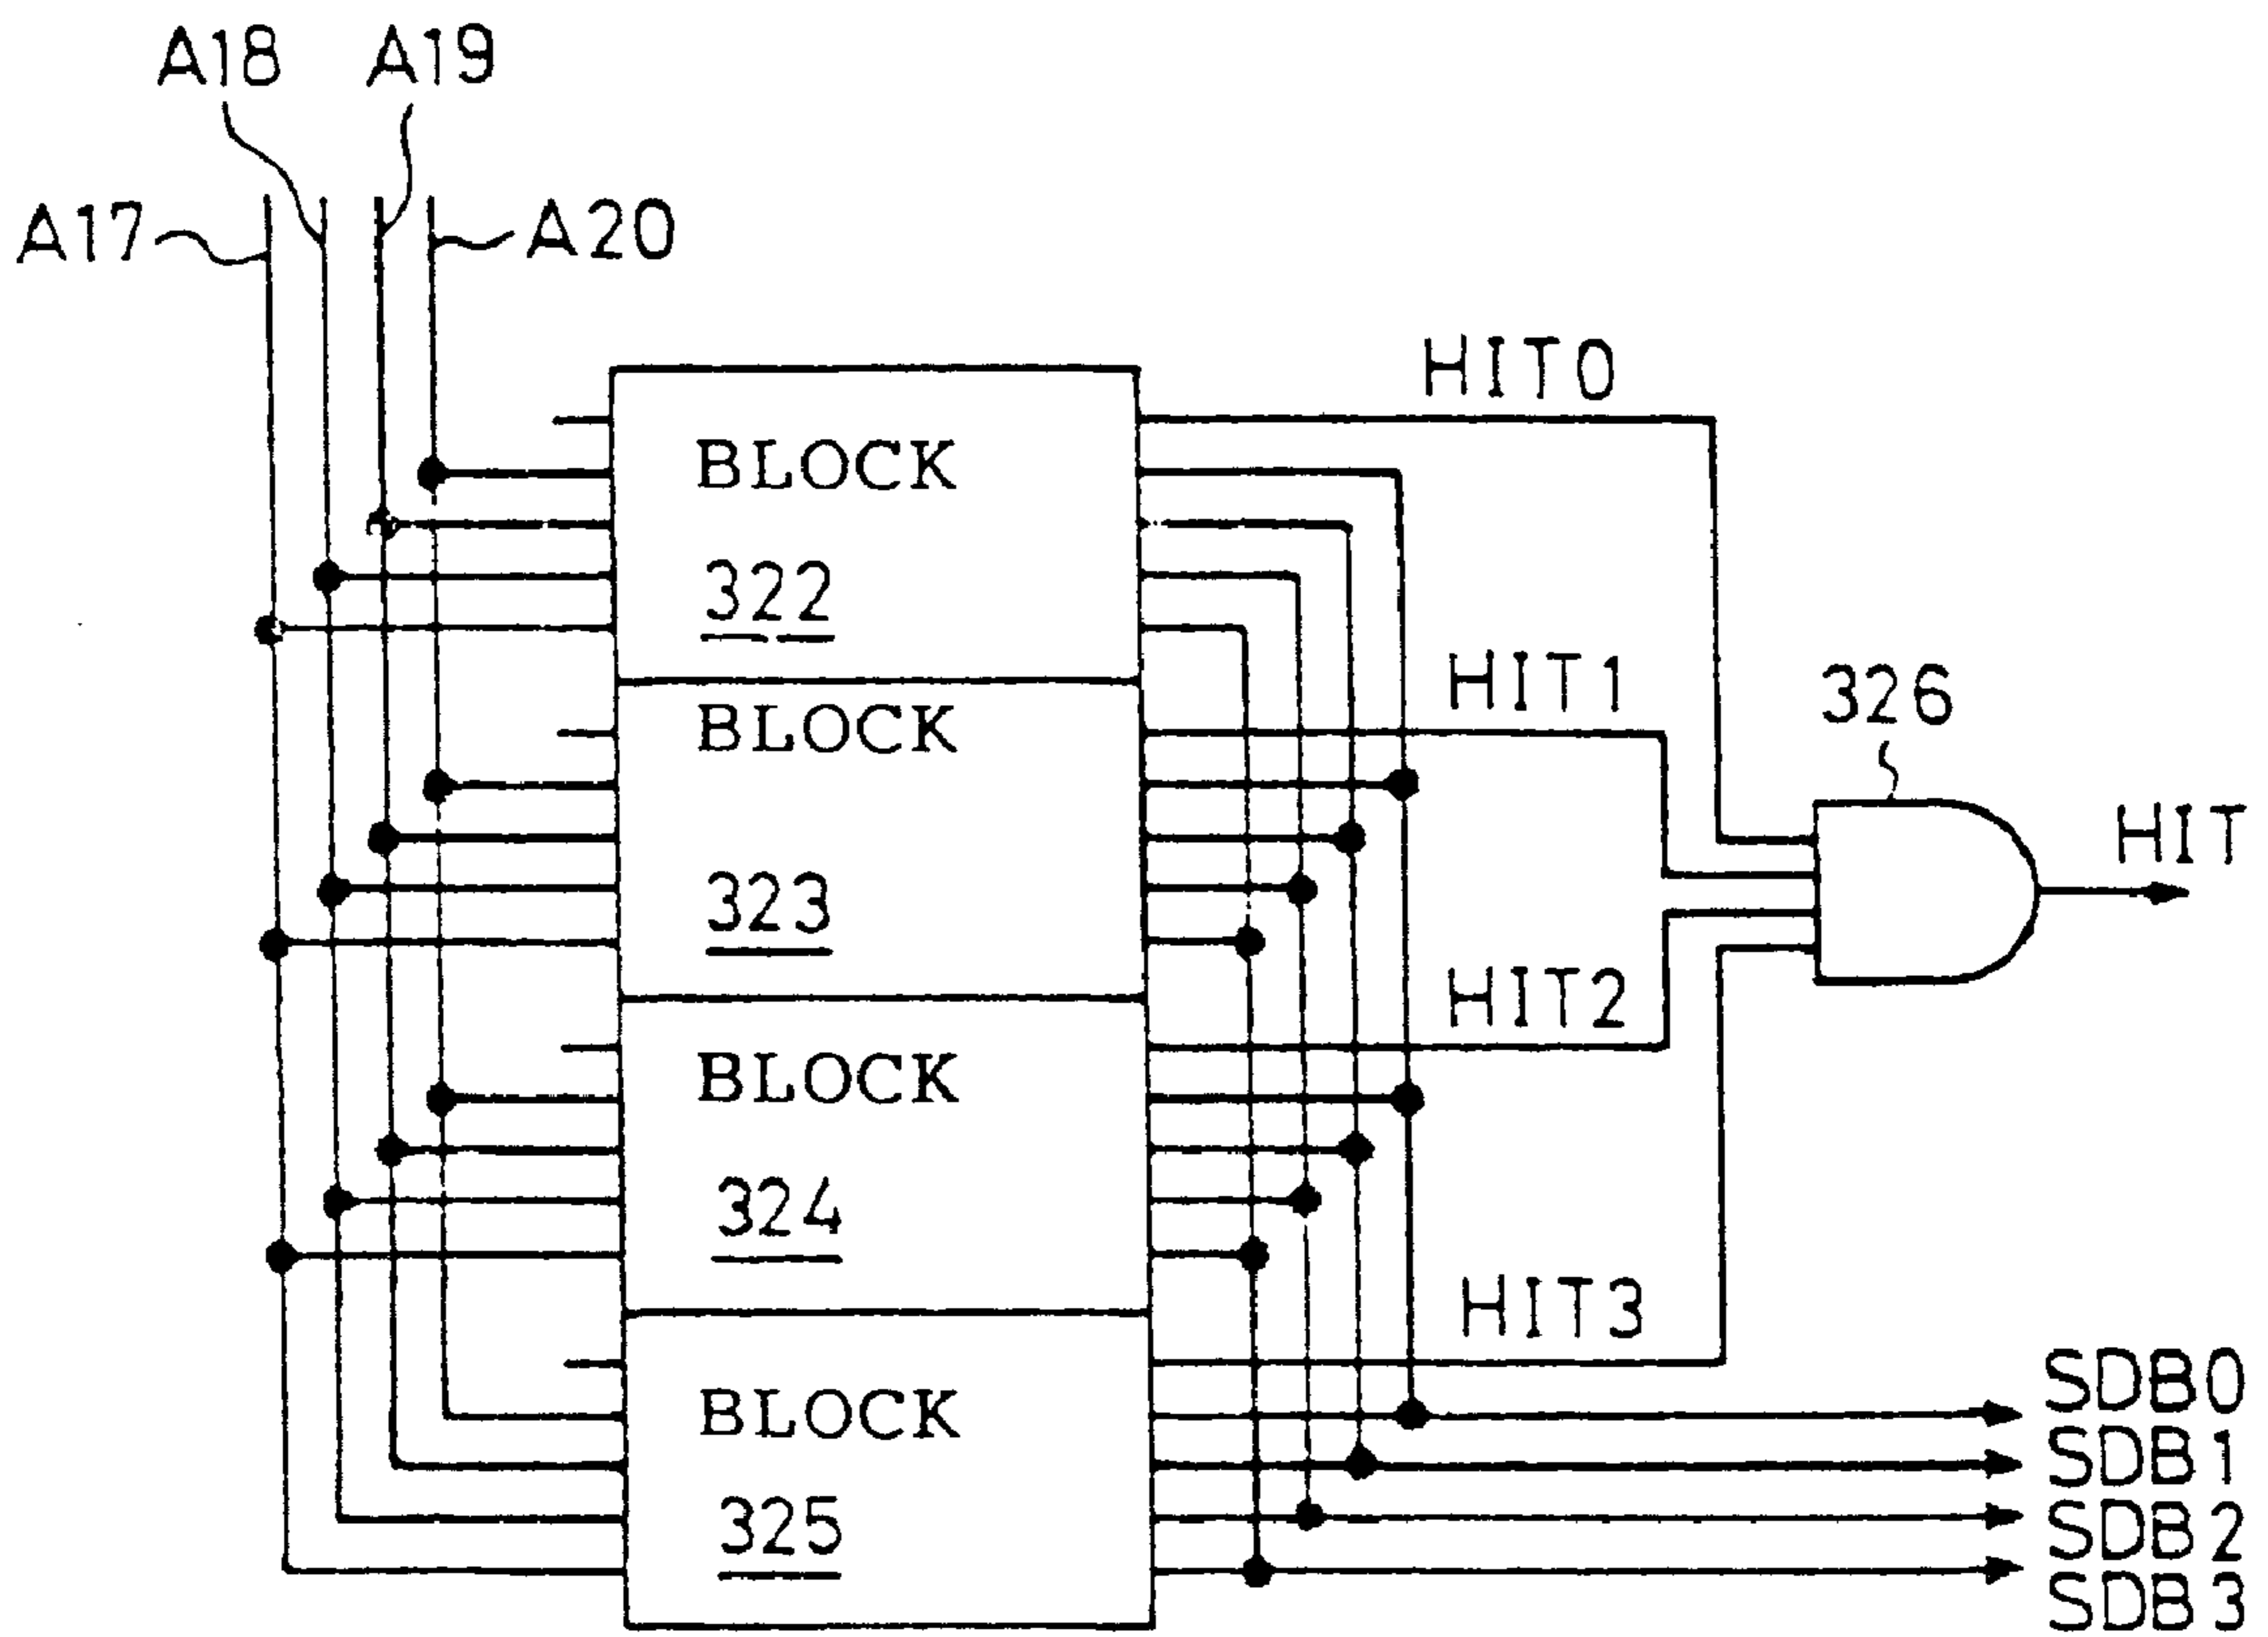 A18
A19
A17
A20
HIT0
BLOCK
322
HIT1
326
BLOCK
HIT
323
HIT2
BLOCK
324
HIT3
SDB0
BLOCK
SDB1
325
SDB2
SDB3